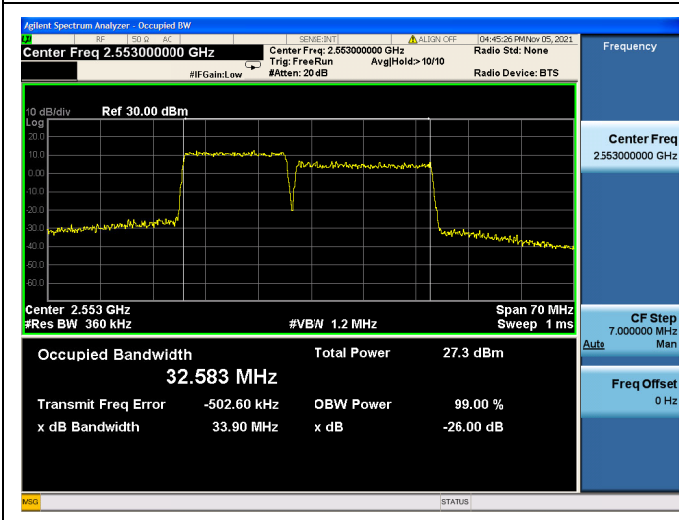 Agilent Spectrum Analyzer - Occupied BW
RF 50 Ω AC SENSE:INT ALIGN OFF 04:45:26 PM Nov 05, 2021
Center Freq 2.553000000 GHz
Center Freq: 2.553000000 GHz Radio Std: None
Trig: FreeRun Avg|Hold:> 10/10
#IFGain:Low #Atten: 20 dB Radio Device: BTS
10 dB/div Ref 30.00 dBm
Log
20.0
10.0
0.00
-10.0
-20.0
-30.0
-40.0
-50.0
-60.0
Center 2.553 GHz Span 70 MHz
#Res BW 360 kHz #VBW 1.2 MHz Sweep 1 ms
Occupied Bandwidth Total Power 27.3 dBm
32.583 MHz
Transmit Freq Error -502.60 kHz OBW Power 99.00 %
x dB Bandwidth 33.90 MHz x dB -26.00 dB
MSG STATUS
Frequency
Center Freq
2.553000000 GHz
CF Step
7.000000 MHz
Auto Man
Freq Offset
0 Hz